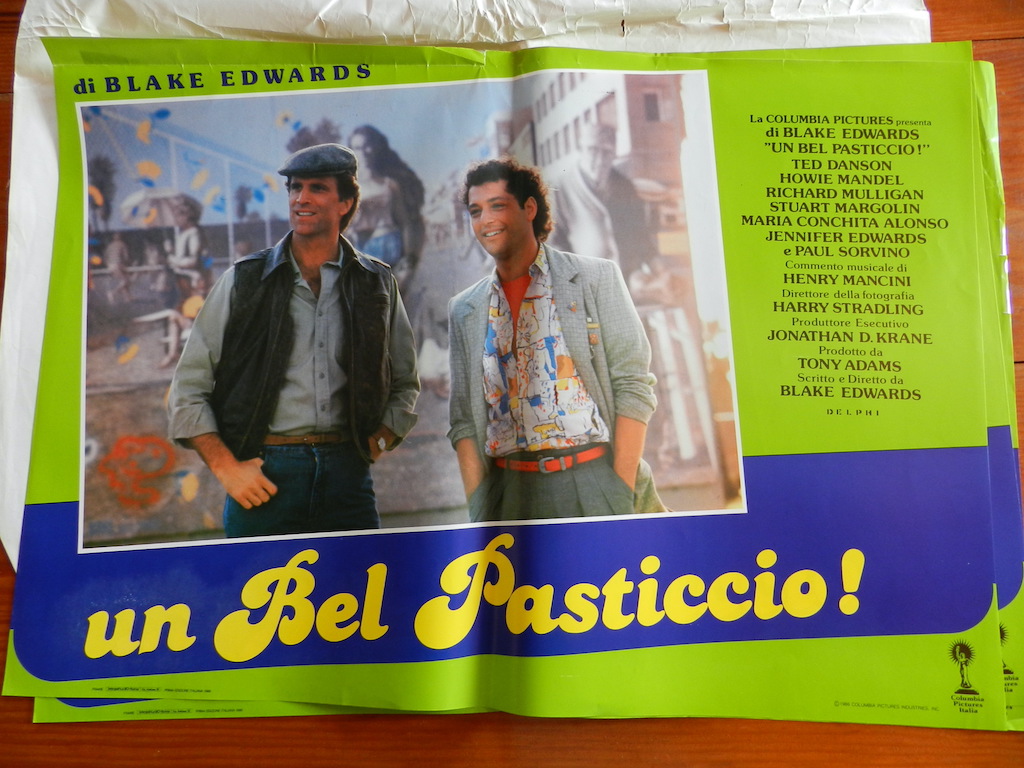 di BLAKE EDWARDS
La COLUMBIA PICTURES presenta
di BLAKE EDWARDS
"UN BEL PASTICCIO!"
TED DANSON
HOWIE MANDEL
RICHARD MULLIGAN
STUART MARGOLIN
MARIA CONCHITA ALONSO
JENNIFER EDWARDS
e PAUL SORVINO
Commento musicale di
HENRY MANCINI
Direttore della fotografia
HARRY STRADLING
Produttore Esecutivo
JONATHAN D. KRANE
Prodotto da
TONY ADAMS
Scritto e Diretto da
BLAKE EDWARDS
DELPHI
un Bel Pasticcio!
Columbia
Pictures
Italia